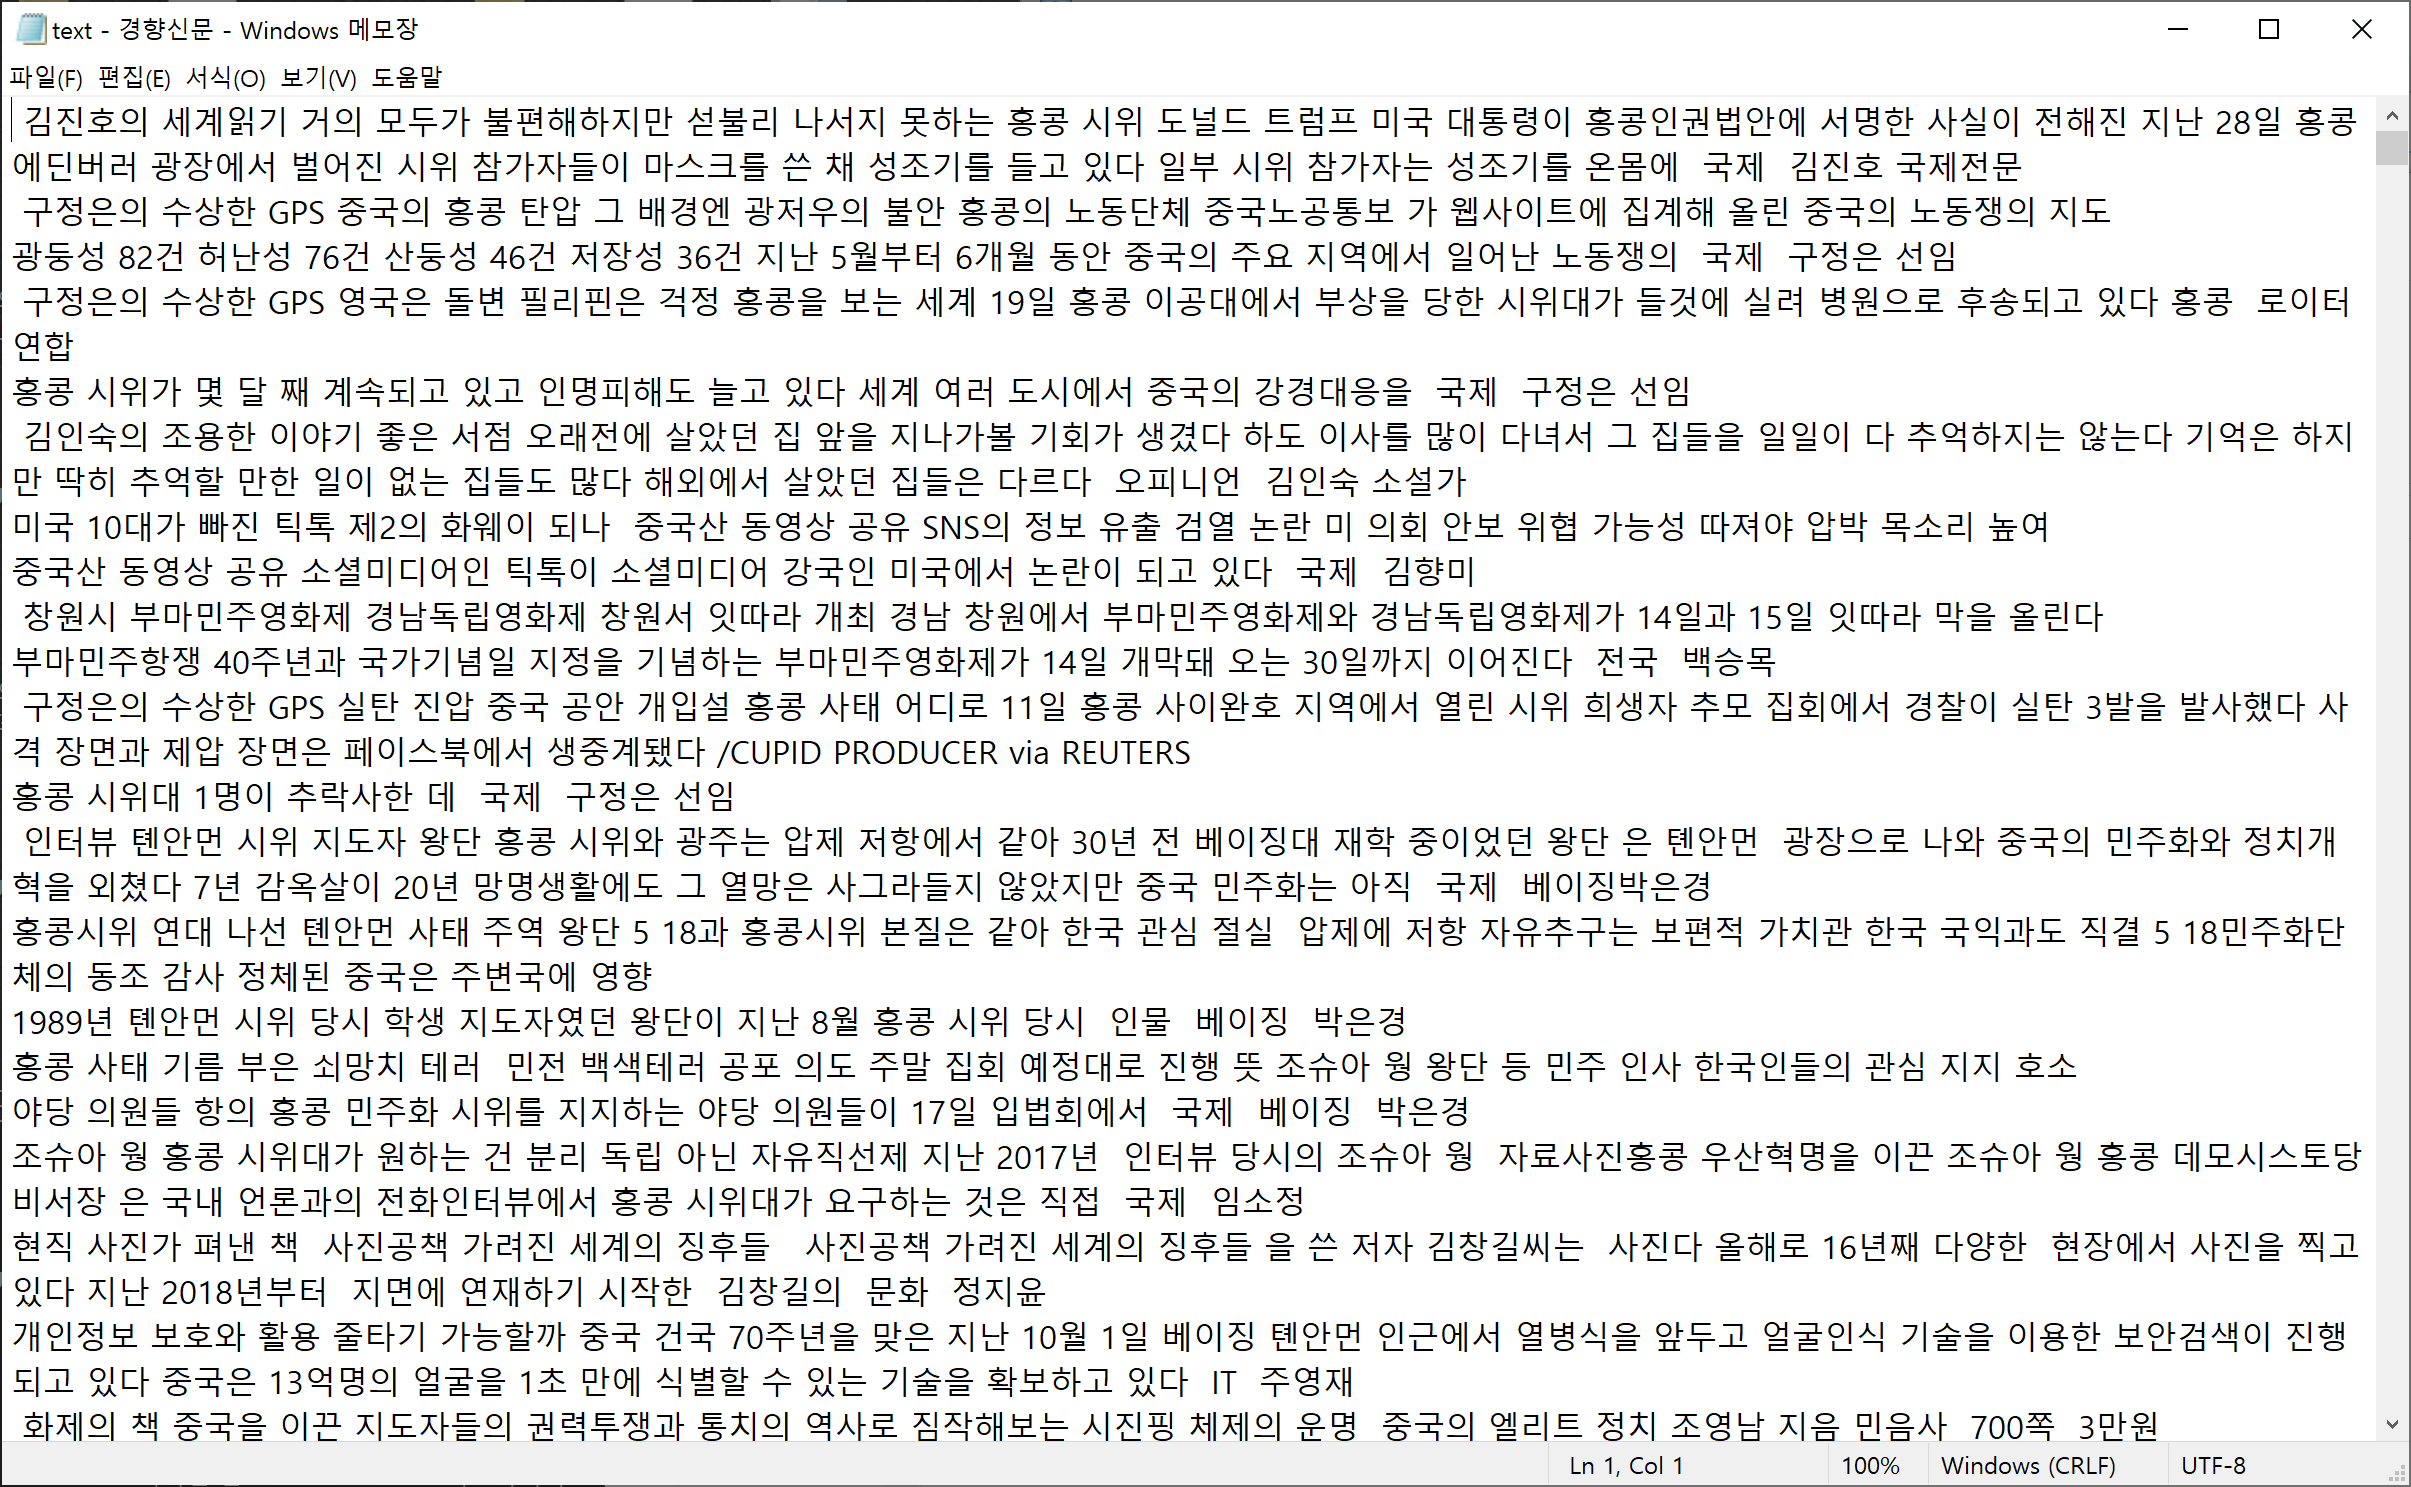 text - 경향신문 - Windows 메모장
파일(F) 편집(E) 서식(O) 보기(V) 도움말
김진호의 세계읽기 거의 모두가 불편해하지만 섣불리 나서지 못하는 홍콩 시위 도널드 트럼프 미국 대통령이 홍콩인권법안에 서명한 사실이 전해진 지난 28일 홍콩
에딘버러 광장에서 벌어진 시위 참가자들이 마스크를 쓴 채 성조기를 들고 있다 일부 시위 참가자는 성조기를 온몸에 국제 김진호 국제전문
구정은의 수상한 GPS 중국의 홍콩 탄압 그 배경엔 광저우의 불안 홍콩의 노동단체 중국노공통보 가 웹사이트에 집계해 올린 중국의 노동쟁의 지도
광둥성 82건 허난성 76건 산둥성 46건 저장성 36건 지난 5월부터 6개월 동안 중국의 주요 지역에서 일어난 노동쟁의 국제 구정은 선임
구정은의 수상한 GPS 영국은 돌변 필리핀은 걱정 홍콩을 보는 세계 19일 홍콩 이공대에서 부상을 당한 시위대가 들것에 실려 병원으로 후송되고 있다 홍콩 로이터
연합
홍콩 시위가 몇 달 째 계속되고 있고 인명피해도 늘고 있다 세계 여러 도시에서 중국의 강경대응을 국제 구정은 선임
김인숙의 조용한 이야기 좋은 서점 오래전에 살았던 집 앞을 지나가볼 기회가 생겼다 하도 이사를 많이 다녀서 그 집들을 일일이 다 추억하지는 않는다 기억은 하지
만 딱히 추억할 만한 일이 없는 집들도 많다 해외에서 살았던 집들은 다르다 오피니언 김인숙 소설가
미국 10대가 빠진 틱톡 제2의 화웨이 되나 중국산 동영상 공유 SNS의 정보 유출 검열 논란 미 의회 안보 위협 가능성 따져야 압박 목소리 높여
중국산 동영상 공유 소셜미디어인 틱톡이 소셜미디어 강국인 미국에서 논란이 되고 있다 국제 김향미
창원시 부마민주영화제 경남독립영화제 창원서 잇따라 개최 경남 창원에서 부마민주영화제와 경남독립영화제가 14일과 15일 잇따라 막을 올린다
부마민주항쟁 40주년과 국가기념일 지정을 기념하는 부마민주영화제가 14일 개막돼 오는 30일까지 이어진다 전국 백승목
구정은의 수상한 GPS 실탄 진압 중국 공안 개입설 홍콩 사태 어디로 11일 홍콩 사이완호 지역에서 열린 시위 희생자 추모 집회에서 경찰이 실탄 3발을 발사했다 사
격 장면과 제압 장면은 페이스북에서 생중계됐다 /CUPID PRODUCER via REUTERS
홍콩 시위대 1명이 추락사한 데 국제 구정은 선임
인터뷰 톈안먼 시위 지도자 왕단 홍콩 시위와 광주는 압제 저항에서 같아 30년 전 베이징대 재학 중이었던 왕단 은 톈안먼 광장으로 나와 중국의 민주화와 정치개
혁을 외쳤다 7년 감옥살이 20년 망명생활에도 그 열망은 사그라들지 않았지만 중국 민주화는 아직 국제 베이징박은경
홍콩시위 연대 나선 톈안먼 사태 주역 왕단 5 18과 홍콩시위 본질은 같아 한국 관심 절실 압제에 저항 자유추구는 보편적 가치관 한국 국익과도 직결 5 18민주화단
체의 동조 감사 정체된 중국은 주변국에 영향
1989년 톈안먼 시위 당시 학생 지도자였던 왕단이 지난 8월 홍콩 시위 당시 인물 베이징 박은경
홍콩 사태 기름 부은 쇠망치 테러 민전 백색테러 공포 의도 주말 집회 예정대로 진행 뜻 조슈아 웡 왕단 등 민주 인사 한국인들의 관심 지지 호소
야당 의원들 항의 홍콩 민주화 시위를 지지하는 야당 의원들이 17일 입법회에서 국제 베이징 박은경
조슈아 웡 홍콩 시위대가 원하는 건 분리 독립 아닌 자유직선제 지난 2017년 인터뷰 당시의 조슈아 웡 자료사진홍콩 우산혁명을 이끈 조슈아 웡 홍콩 데모시스토당
비서장 은 국내 언론과의 전화인터뷰에서 홍콩 시위대가 요구하는 것은 직접 국제 임소정
현직 사진가 펴낸 책 사진공책 가려진 세계의 징후들 사진공책 가려진 세계의 징후들 을 쓴 저자 김창길씨는 사진다 올해로 16년째 다양한 현장에서 사진을 찍고
있다 지난 2018년부터 지면에 연재하기 시작한 김창길의 문화 정지윤
개인정보 보호와 활용 줄타기 가능할까 중국 건국 70주년을 맞은 지난 10월 1일 베이징 톈안먼 인근에서 열병식을 앞두고 얼굴인식 기술을 이용한 보안검색이 진행
되고 있다 중국은 13억명의 얼굴을 1초 만에 식별할 수 있는 기술을 확보하고 있다 IT 주영재
화제의 책 중국을 이끈 지도자들의 권력투쟁과 통치의 역사로 짐작해보는 시진핑 체제의 운명 중국의 엘리트 정치 조영남 지음 민음사 700쪽 3만원
Ln 1, Col 1 100% Windows (CRLF) UTF-8